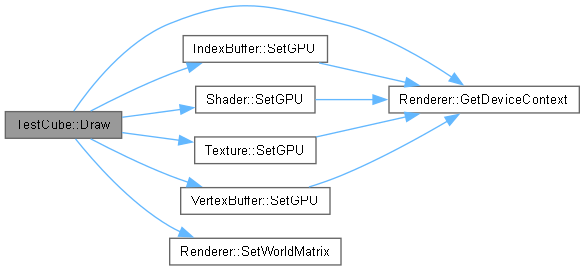 IndexBuffer::SetGPU
Shader::SetGPU
Renderer::GetDeviceContext
TestCube::Draw
Texture::SetGPU
VertexBuffer::SetGPU
Renderer::SetWorldMatrix